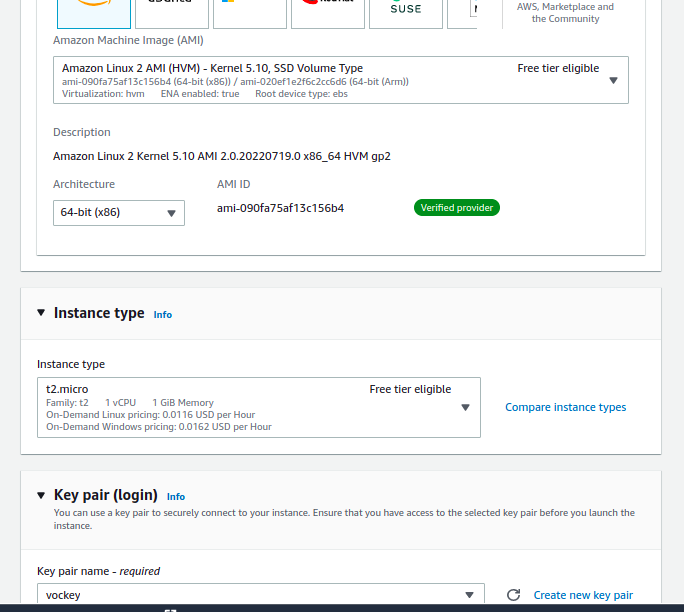 SUSE
AWS, Marketplace and
the Community
Amazon Machine Image (AMI)
Amazon Linux 2 AMI (HVM) - Kernel 5.10, SSD Volume Type
Free tier eligible
ami-090fa75af13c156b4 (64-bit (x86)) / ami-020ef1e2f6c2cc6d6 (64-bit (Arm))
Virtualization: hvm ENA enabled: true Root device type: ebs
Description
Amazon Linux 2 Kernel 5.10 AMI 2.0.20220719.0 x86_64 HVM gp2
Architecture
AMI ID
64-bit (x86)
ami-090fa75af13c156b4
Verified provider
Instance type Info
Instance type
t2.micro
Free tier eligible
Family: t2 1 vCPU 1 GiB Memory
On-Demand Linux pricing: 0.0116 USD per Hour
On-Demand Windows pricing: 0.0162 USD per Hour
Compare instance types
Key pair (login) Info
You can use a key pair to securely connect to your instance. Ensure that you have access to the selected key pair before you launch the
instance.
Key pair name - required
vockey
Create new key pair